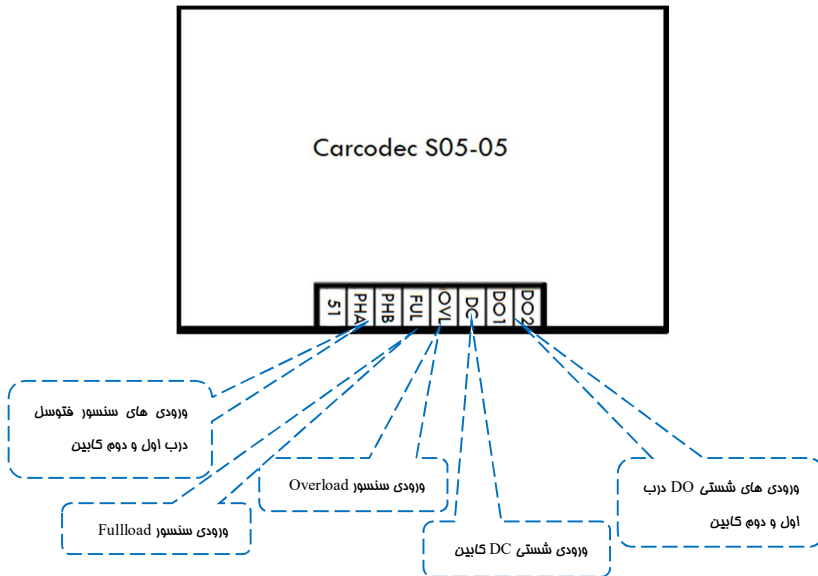 Carcodec S05-05
51
PHA
PHB
FUL
OVL
DC
DO1
DO2
ورودی های سنسور فتوسل
درب اول و دوم کابین
ورودی سنسور Fullload
ورودی سنسور Overload
ورودی شستی DC کابین
ورودی های شستی DO درب
اول و دوم کابین